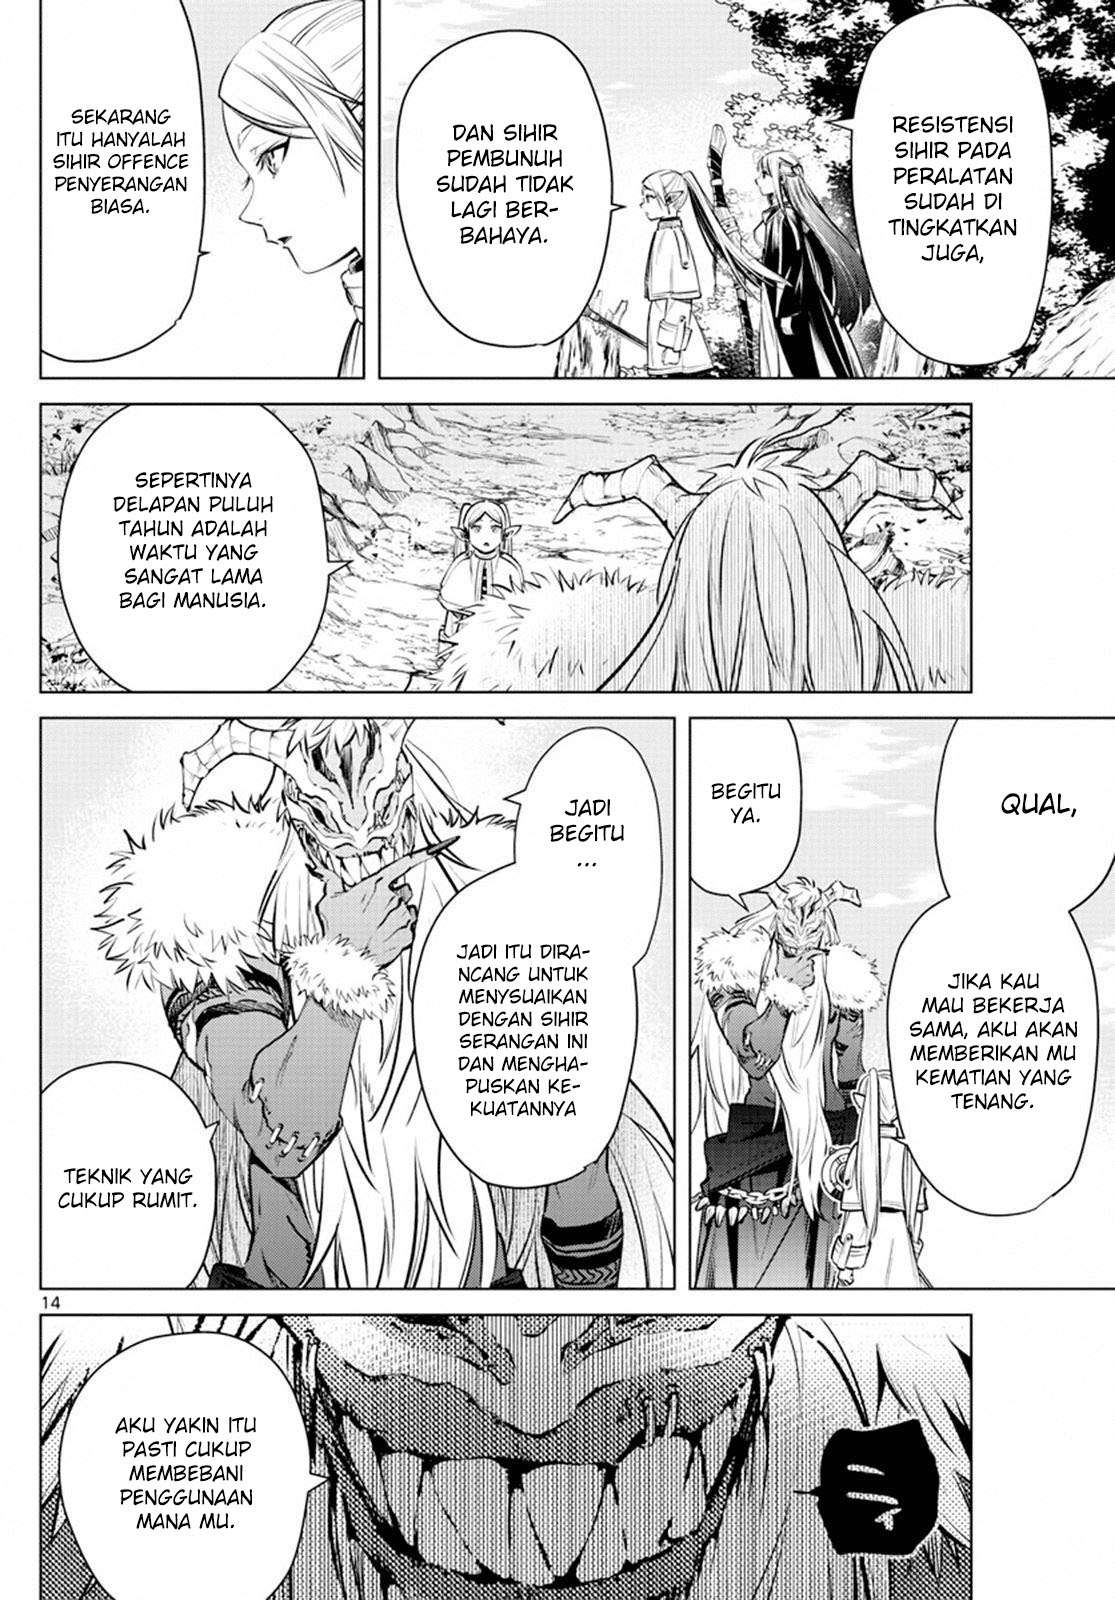 RESISTENSI
SIHIR PADA
PERALATAN
SUDAH DI
TINGKATKAN
JUGA,
DAN SIHIR
PEMBUNUH
SUDAH TIDAK
LAGI BER-
BAHAYA.
SEKARANG
ITU HANYALAH
SIHIR OFFENCE
PENYERANGAN
BIASA.
SEPERTINYA
DELAPAN PULUH
TAHUN ADALAH
WAKTU YANG
SANGAT LAMA
BAGI MANUSIA.
QUAL,
JIKA KAU
MAU BEKERJA
SAMA, AKU AKAN
MEMBERIKAN MU
KEMATIAN YANG
TENANG.
BEGITU
YA.
JADI
BEGITU
...
JADI ITU DIRA-
NCANG UNTUK
MENYSUAIKAN
DENGAN SIHIR
SERANGAN INI
DAN MENGHA-
PUSKAN KE-
KUATANNYA
TEKNIK YANG
CUKUP RUMIT.
14
AKU YAKIN ITU
PASTI CUKUP
MEMBEBANI
PENGGUNAAN
MANA MU.